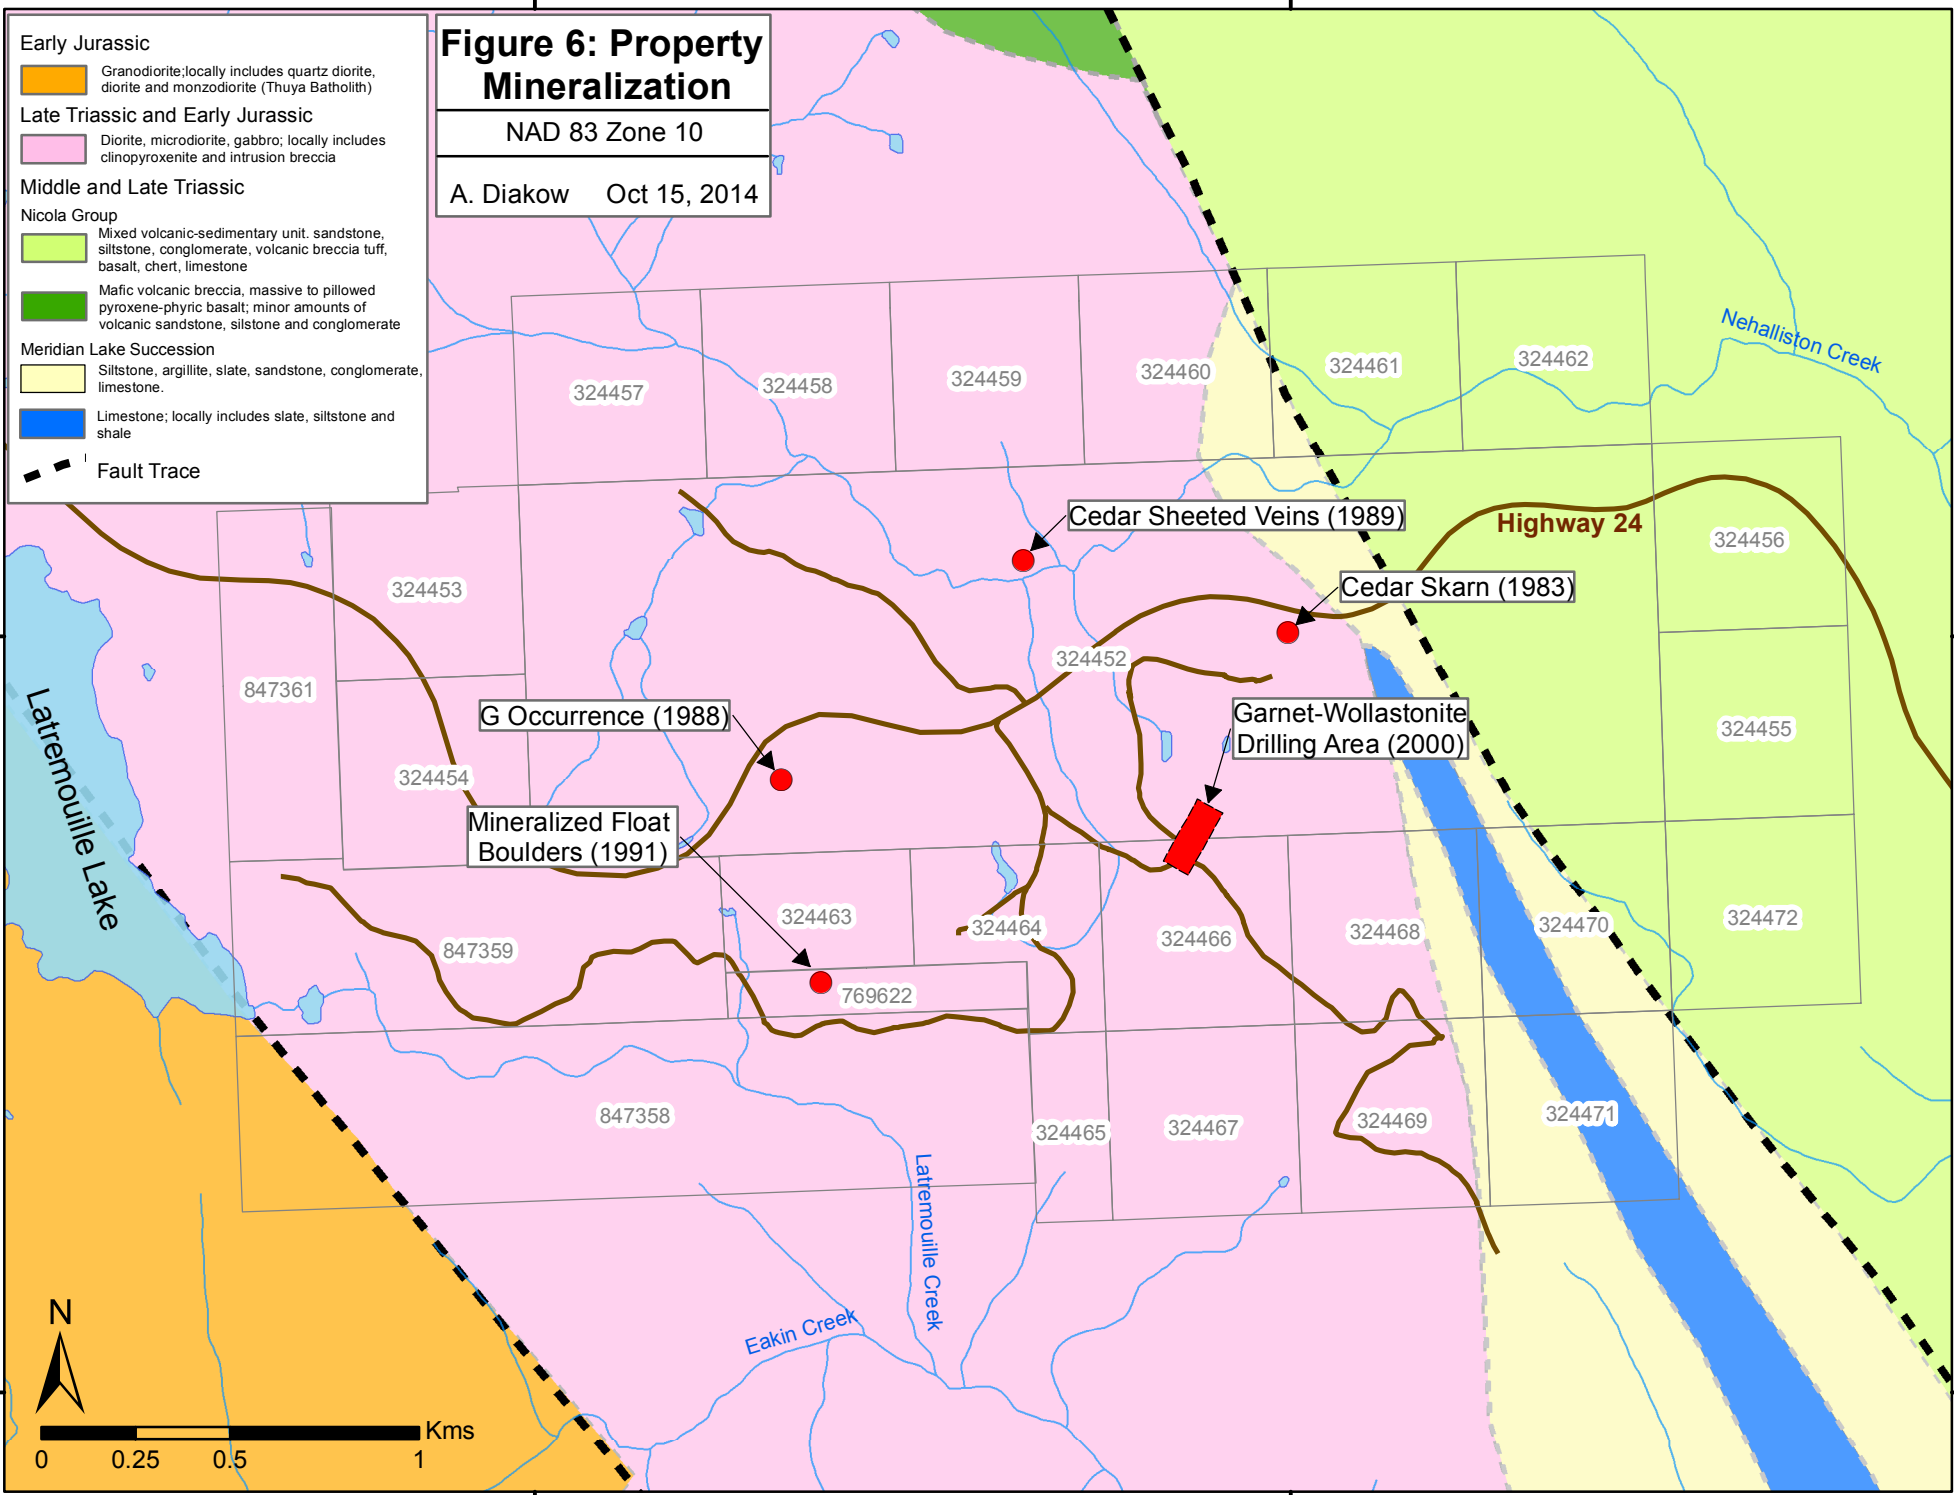 Early Jurassic
Granodiorite;locally includes quartz diorite,
diorite and monzodiorite (Thuya Batholith)
Late Triassic and Early Jurassic
Diorite, microdiorite, gabbro; locally includes
clinopyroxenite and intrusion breccia
Middle and Late Triassic
Nicola Group
Mixed volcanic-sedimentary unit. sandstone,
siltstone, conglomerate, volcanic breccia tuff,
basalt, chert, limestone
Mafic volcanic breccia, massive to pillowed
pyroxene-phyric basalt; minor amounts of
volcanic sandstone, silstone and conglomerate
Meridian Lake Succession
Siltstone, argillite, slate, sandstone, conglomerate,
limestone.
Limestone; locally includes slate, siltstone and
shale
Fault Trace
Figure 6: Property
Mineralization
NAD 83 Zone 10
A. Diakow Oct 15, 2014
Nehalliston Creek
324462
324461
324460
324459
324458
324457
Cedar Sheeted Veins (1989)
Highway 24
324456
Cedar Skarn (1983)
324453
324452
847361
G Occurrence (1988)
Garnet-Wollastonite
Drilling Area (2000)
324455
324454
Mineralized Float
Boulders (1991)
Latremouille Lake
324463
324464
324466
324468
324470
324472
847359
769622
847358
324465
324467
324469
324471
Latremouille Creek
Eakin Creek
N
Kms
0 0.25 0.5 1